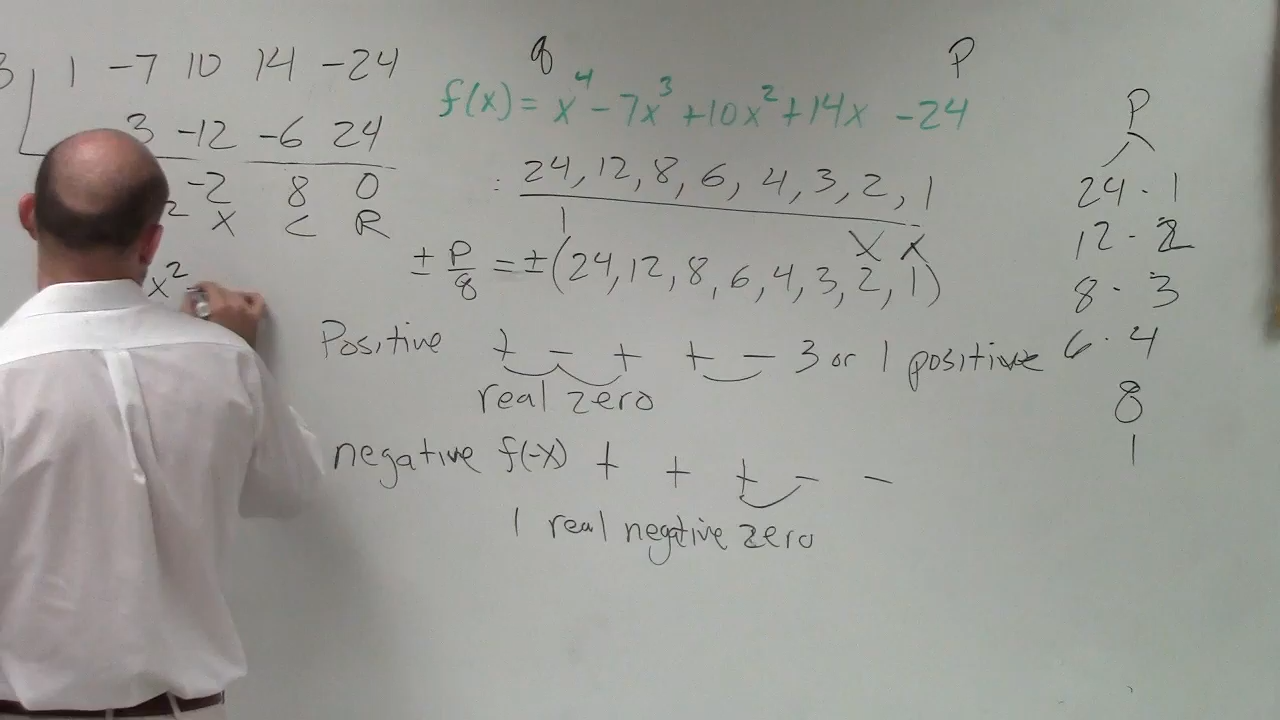 3 1 -7 10 14 -24
3 -12 -6 24
-2 8 0
2 X C R
x² -
q P
f(x) = x⁴ - 7x³ + 10x² + 14x - 24
: 24, 12, 8, 6, 4, 3, 2, 1
1
X X
± P/8 = ±(24, 12, 8, 6, 4, 3, 2, 1)
Positive + - + + - 3 or 1 positive
real zero
negative f(-x) + + + - -
1 real negative zero
P
24 · 1
12 · 2
8 · 3
6 · 4
8
1